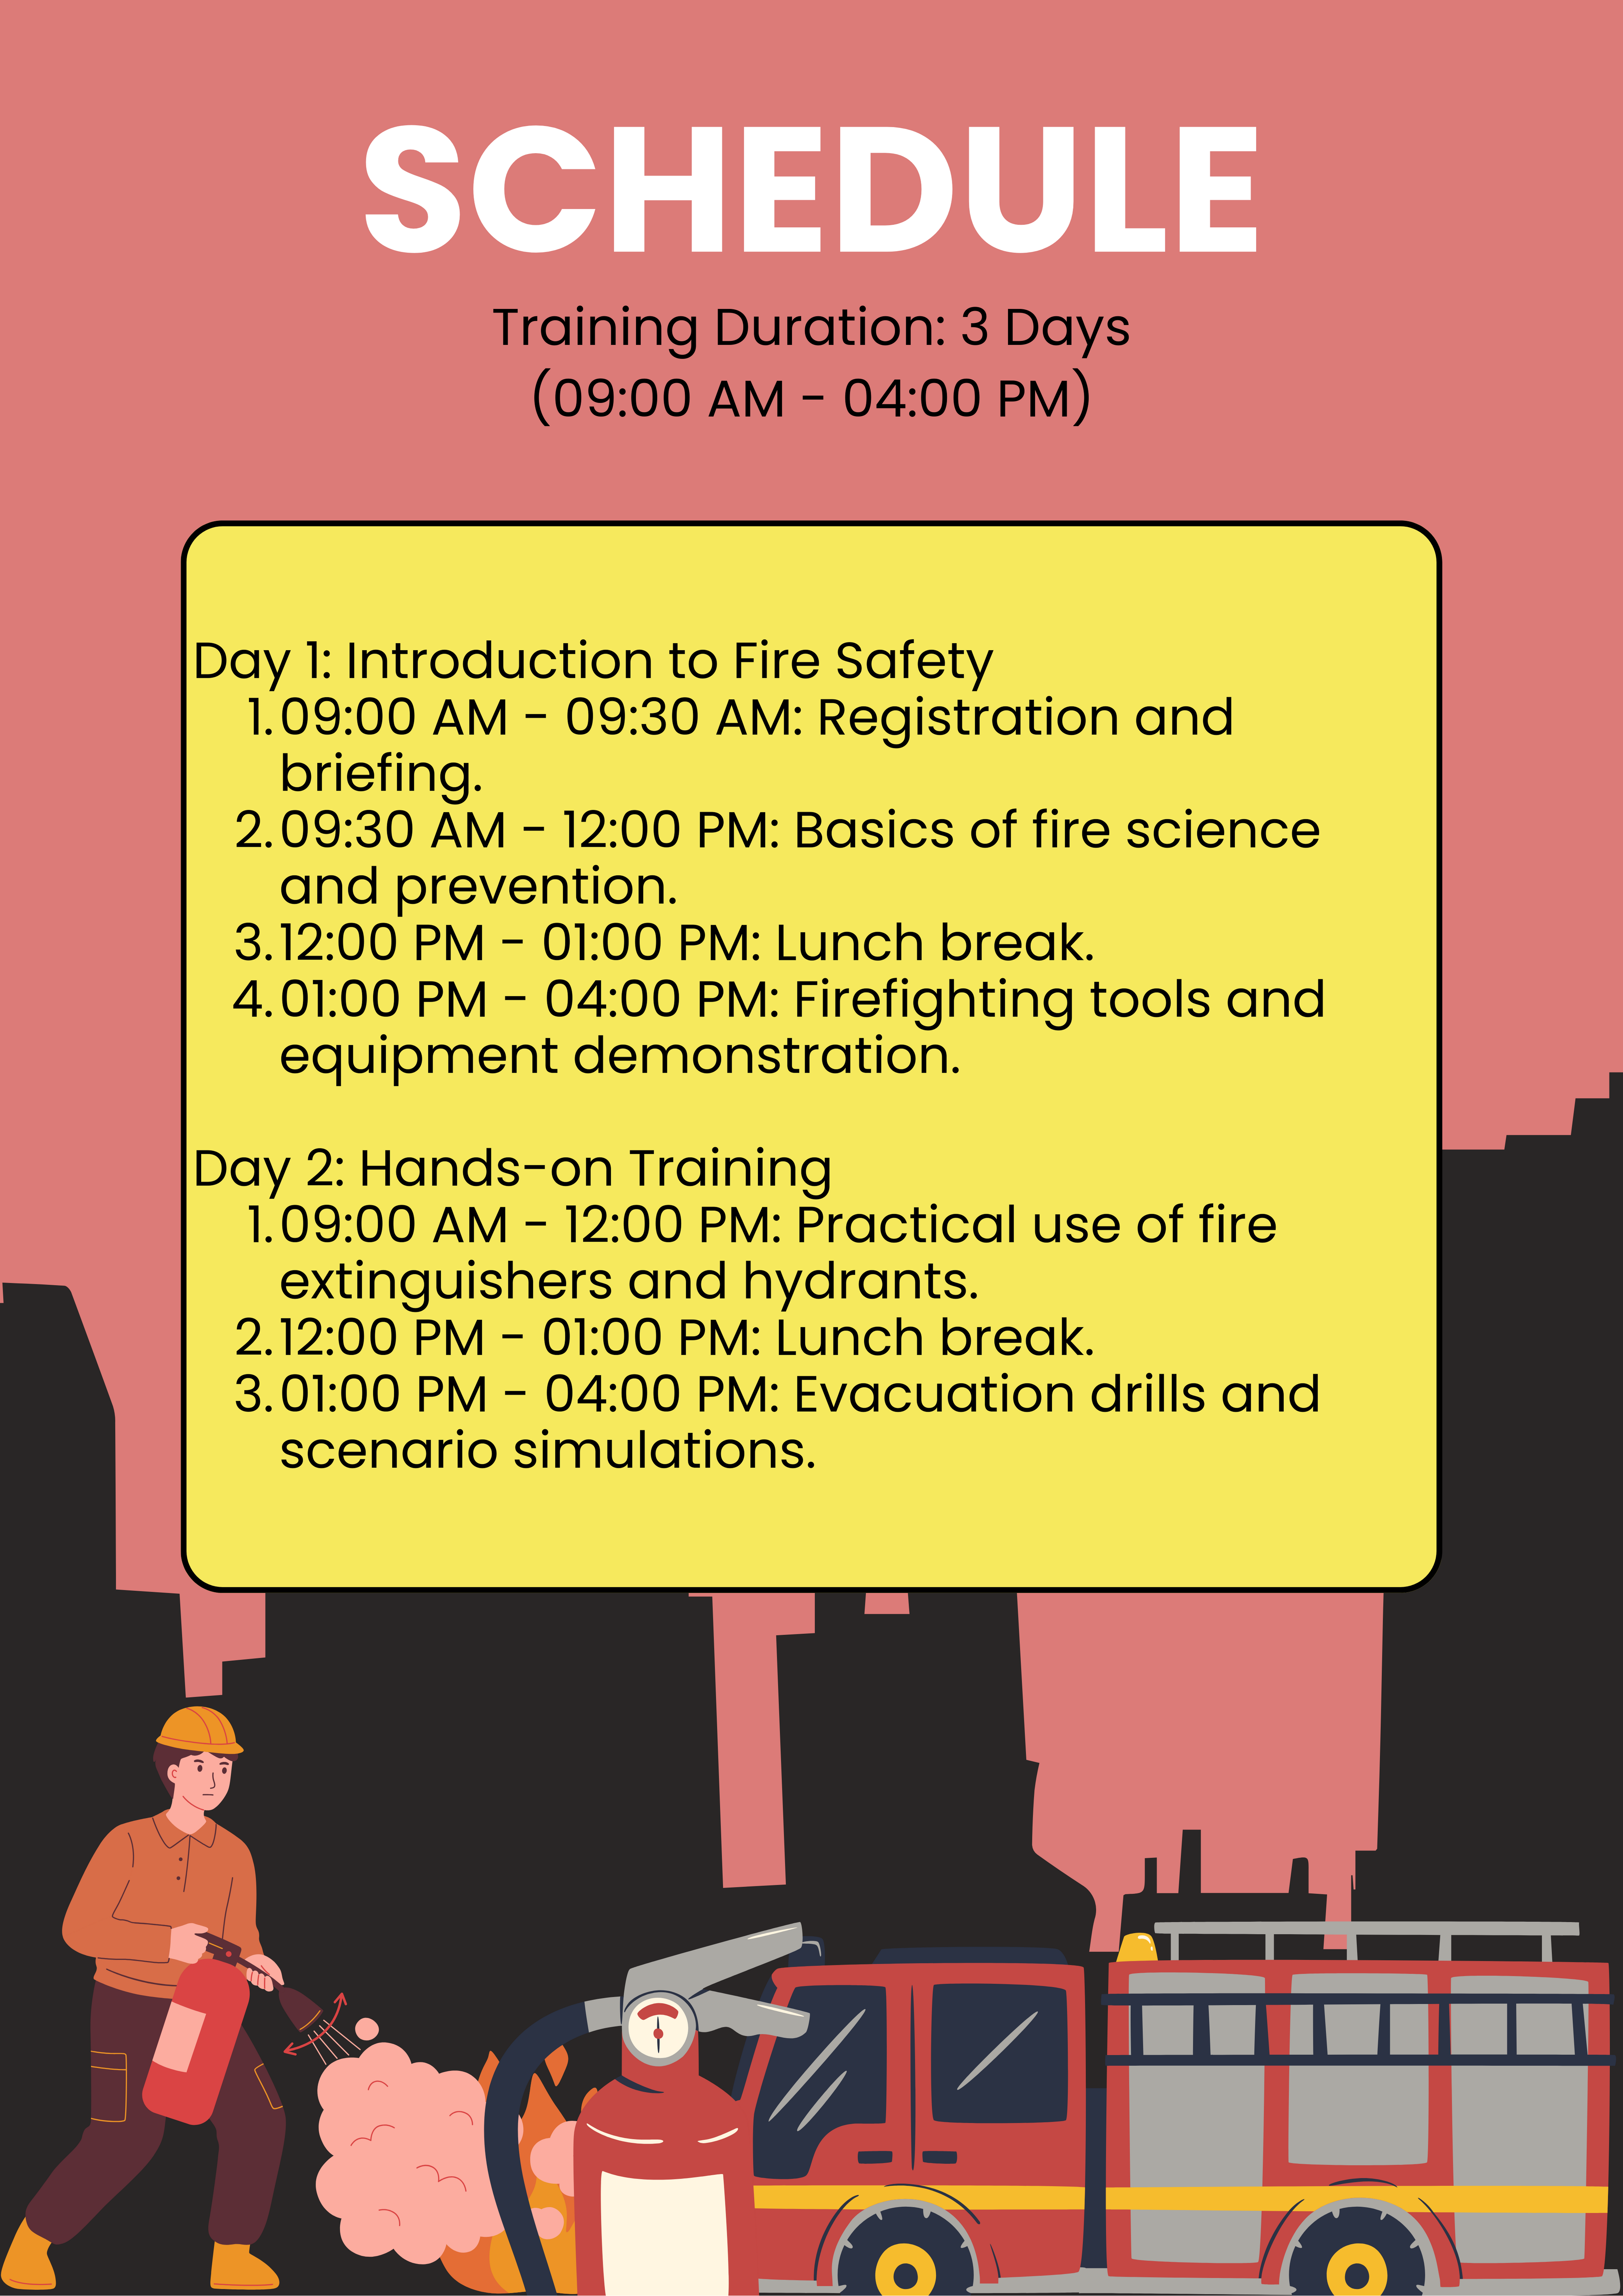 SCHEDULE
Training Duration: 3 Days
(09:00 AM - 04:00 PM)
Day 1: Introduction to Fire Safety
1. 09:00 AM - 09:30 AM: Registration and
briefing.
2. 09:30 AM - 12:00 PM: Basics of fire science
and prevention.
3. 12:00 PM - 01:00 PM: Lunch break.
4. 01:00 PM - 04:00 PM: Firefighting tools and
equipment demonstration.
Day 2: Hands-on Training
1. 09:00 AM - 12:00 PM: Practical use of fire
extinguishers and hydrants.
2. 12:00 PM - 01:00 PM: Lunch break.
3. 01:00 PM - 04:00 PM: Evacuation drills and
scenario simulations.